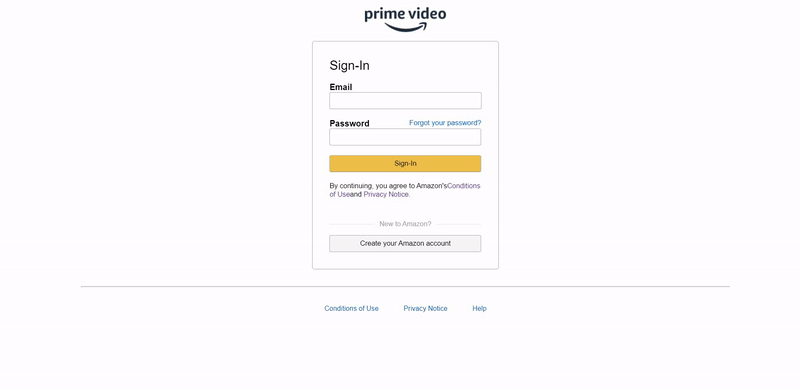 prime video
Sign-In
Email
Password Forgot your password?
Sign-In
By continuing, you agree to Amazon'sConditions
of Useand Privacy Notice.
New to Amazon?
Create your Amazon account
Conditions of Use Privacy Notice Help